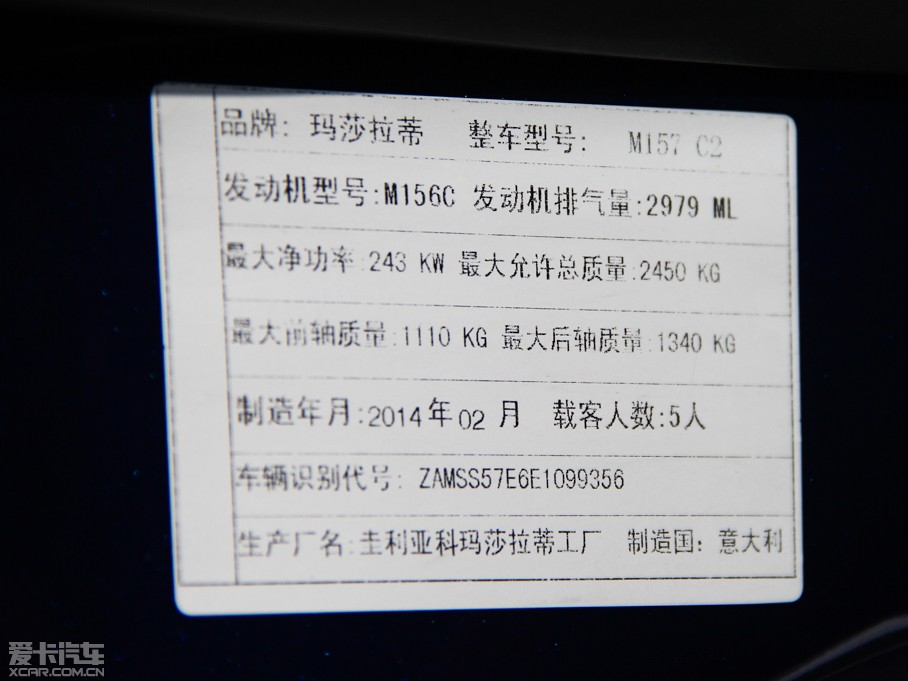 品牌: 玛莎拉蒂 整车型号: M157 C2
发动机型号:M156C 发动机排气量:2979 ML
最大净功率:243 KW 最大允许总质量:2450 KG
最大前轴质量:1110 KG 最大后轴质量:1340 KG
制造年月:2014年02月 载客人数:5人
车辆识别代号: ZAMSS57E6E1099356
生产厂名:圭利亚科玛莎拉蒂工厂 制造国: 意大利
爱卡汽车
XCAR.COM.CN